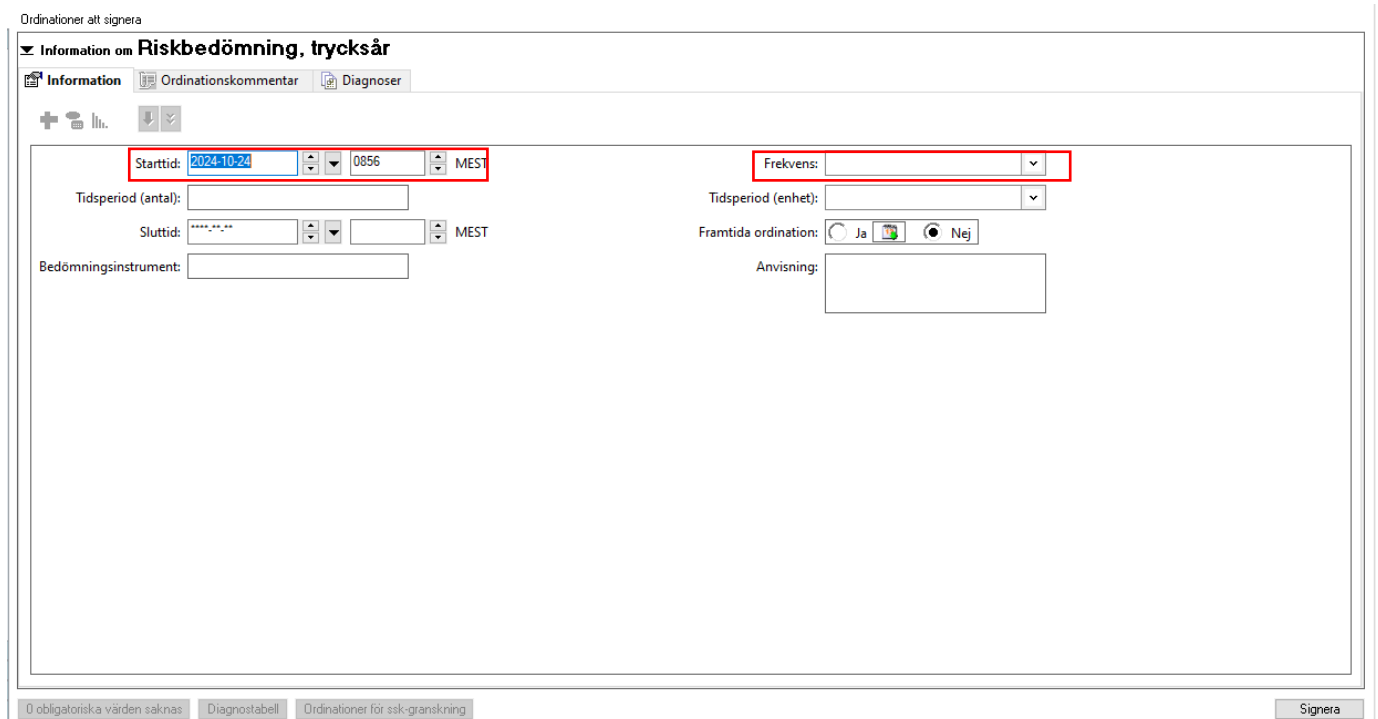 Ordinationer att signera
Information om Riskbedömning, trycksår
Information Ordinationskommentar Diagnoser
Starttid: 2024-10-24 0856 MEST Frekvens:
Tidsperiod (antal): Tidsperiod (enhet):
Sluttid: ****-**-** MEST Framtida ordination: Ja Nej
Bedömningsinstrument: Anvisning:
0 obligatoriska värden saknas Diagnostabell Ordinationer för ssk-granskning Signera